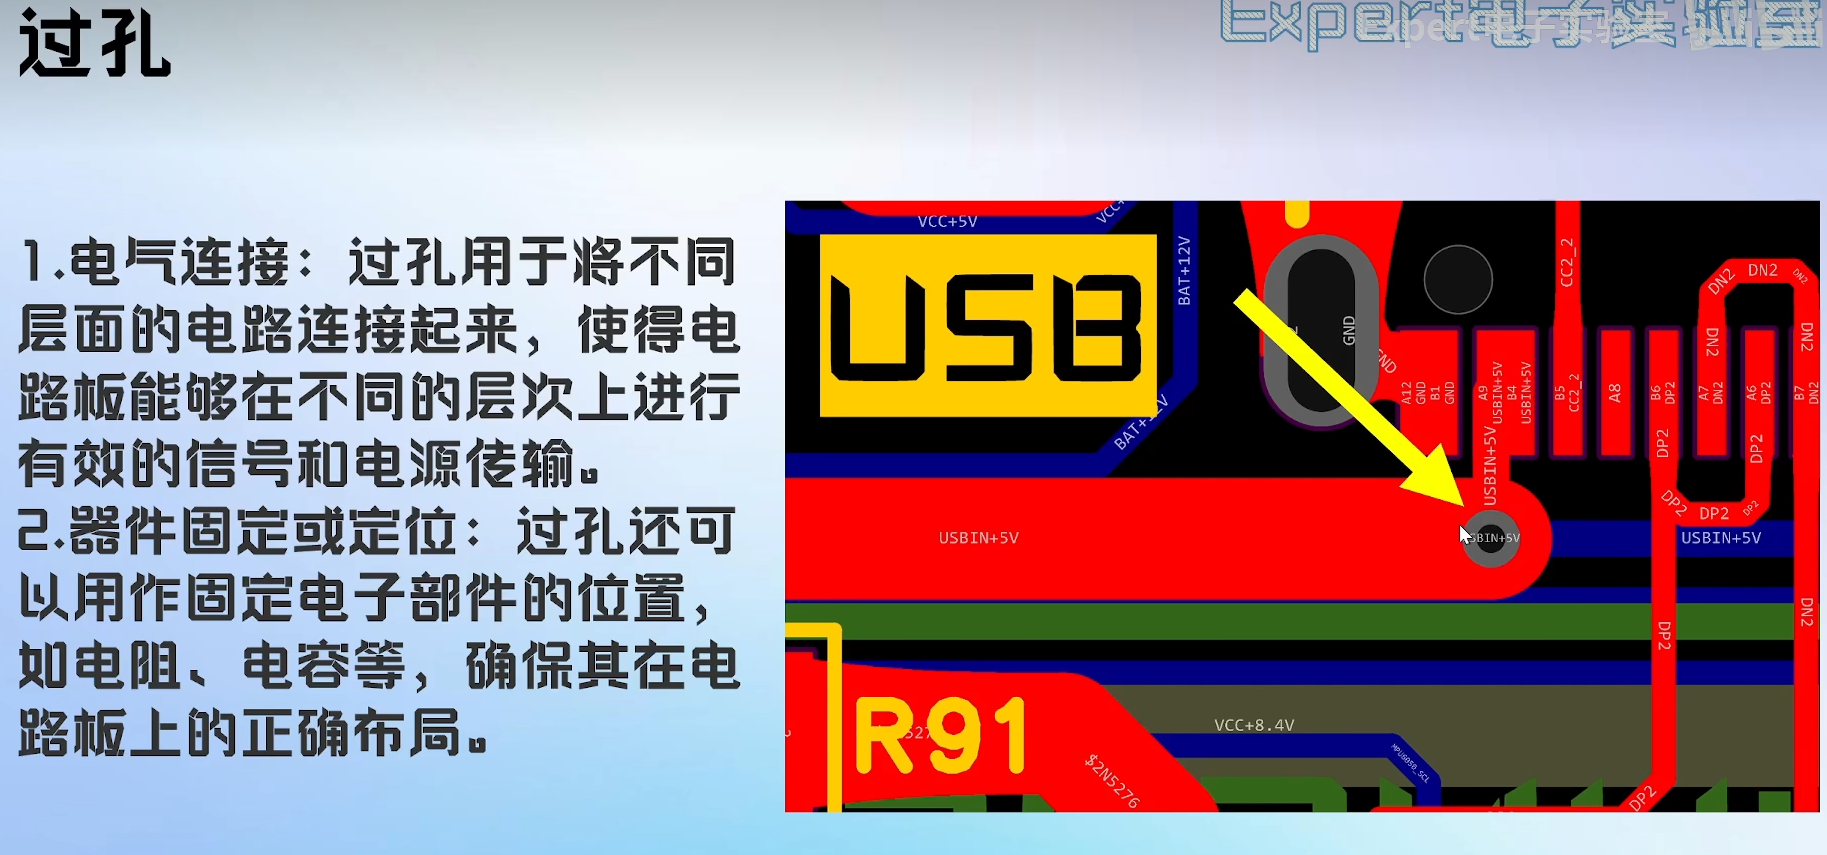 过孔
Expert电子实验室
1.电气连接：过孔用于将不同
层面的电路连接起来，使得电
路板能够在不同的层次上进行
有效的信号和电源传输。
2.器件固定或定位：过孔还可
以用作固定电子部件的位置，
如电阻、电容等，确保其在电
路板上的正确布局。
VCC+5V
USB
BAT+12V
BAT+12V
GND
GND
CC2_2
DN2
DN2
DN2
DN2
DN2
A12
GND
B1
GND
A9
USBIN+5V
B4
USBIN+5V
B5
CC2_2
A8
B6
DP2
A7
DN2
A6
DP2
B7
DN2
USBIN+5V
DP2
DP2
DP2
DP2
DP2
USBIN+5V
USBIN+5V
DP2
DN2
R91
$2N5276
VCC+8.4V
MPU6050_SCL
DP2